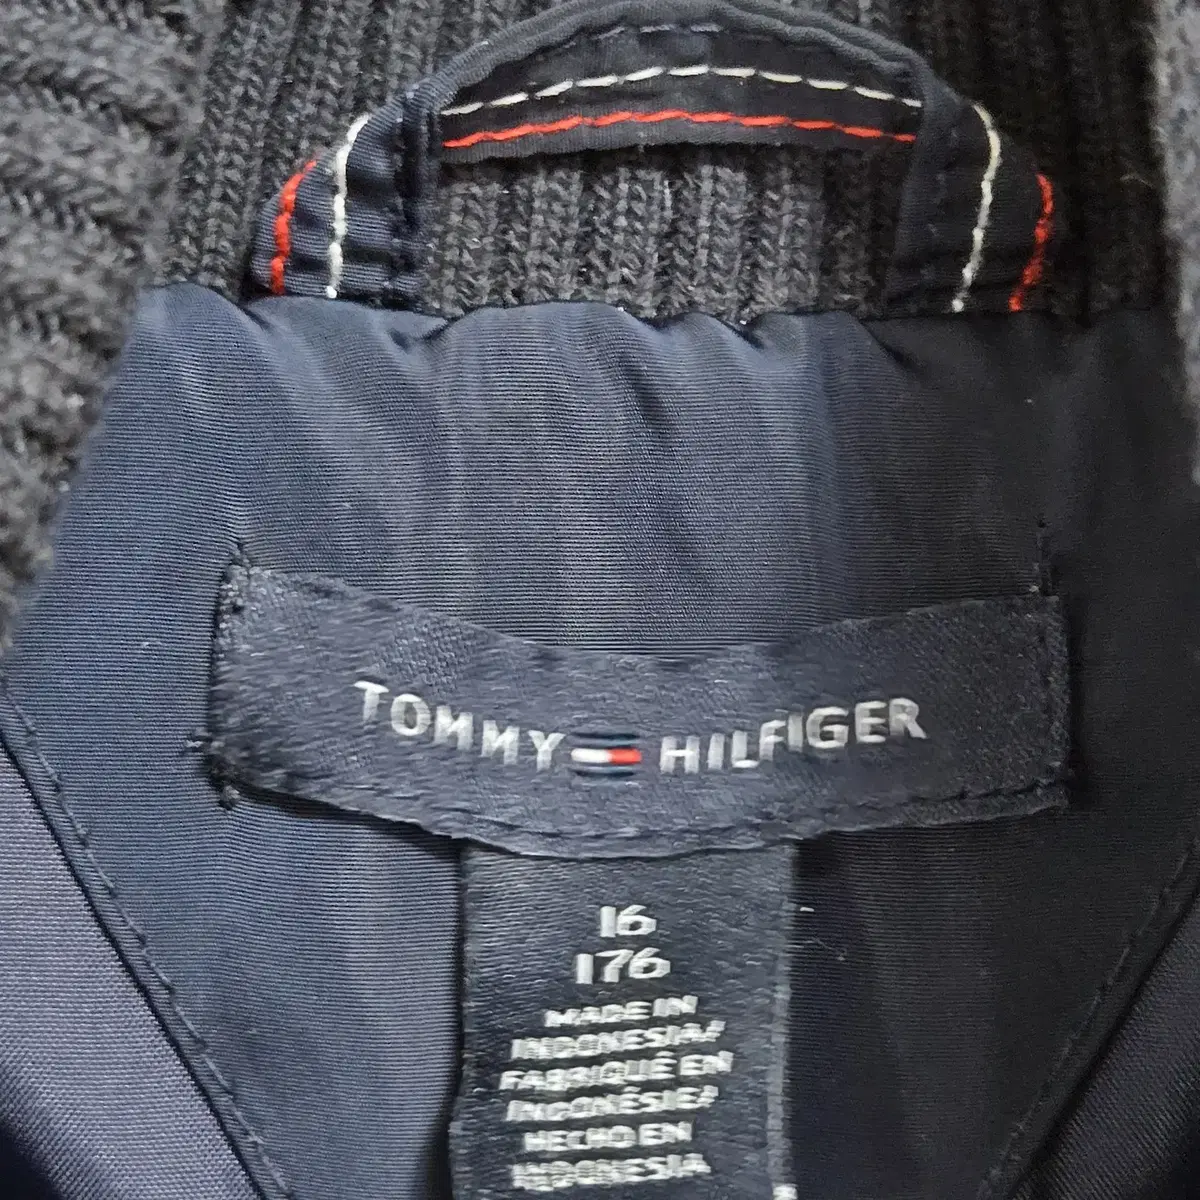 TOMMY HILFIGER
16
176
MADE IN
INDONESIA/
FABRIQUÉ EN
INDONÉSIE/
HECHO EN
INDONESIA